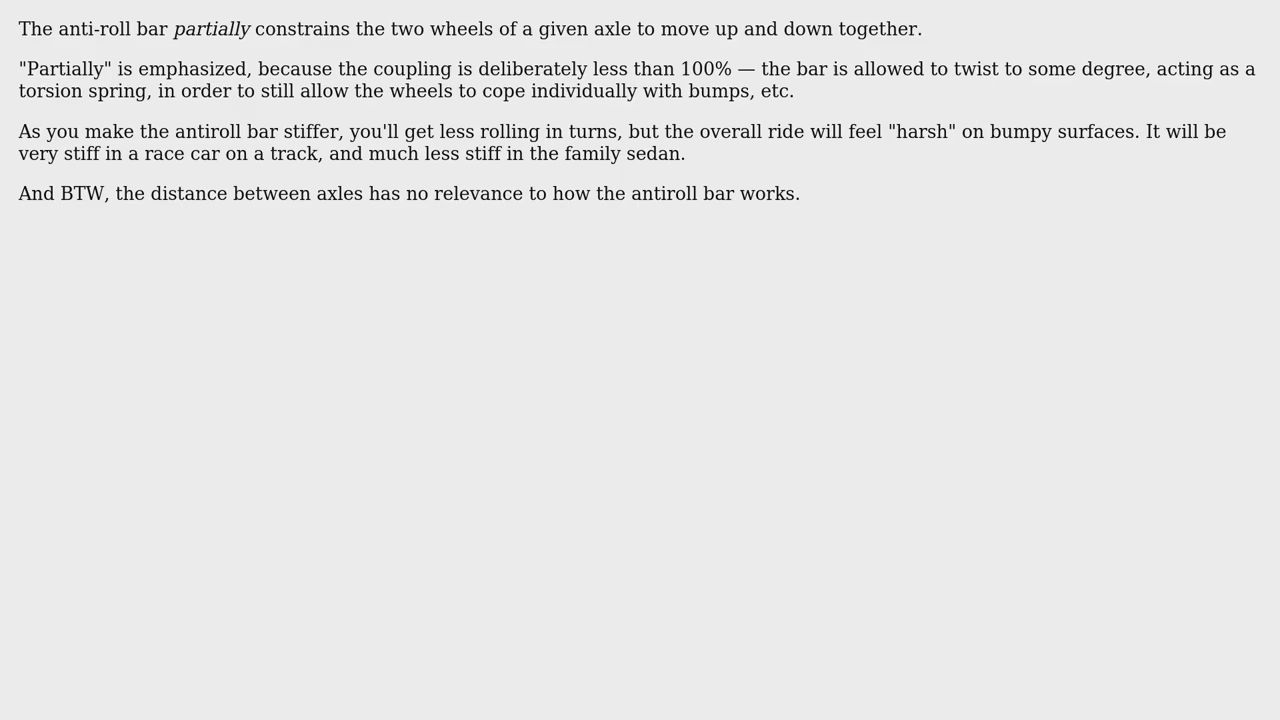 The anti-roll bar partially constrains the two wheels of a given axle to move up and down together.
"Partially" is emphasized, because the coupling is deliberately less than 100% — the bar is allowed to twist to some degree, acting as a
torsion spring, in order to still allow the wheels to cope individually with bumps, etc.
As you make the antiroll bar stiffer, you'll get less rolling in turns, but the overall ride will feel "harsh" on bumpy surfaces. It will be
very stiff in a race car on a track, and much less stiff in the family sedan.
And BTW, the distance between axles has no relevance to how the antiroll bar works.